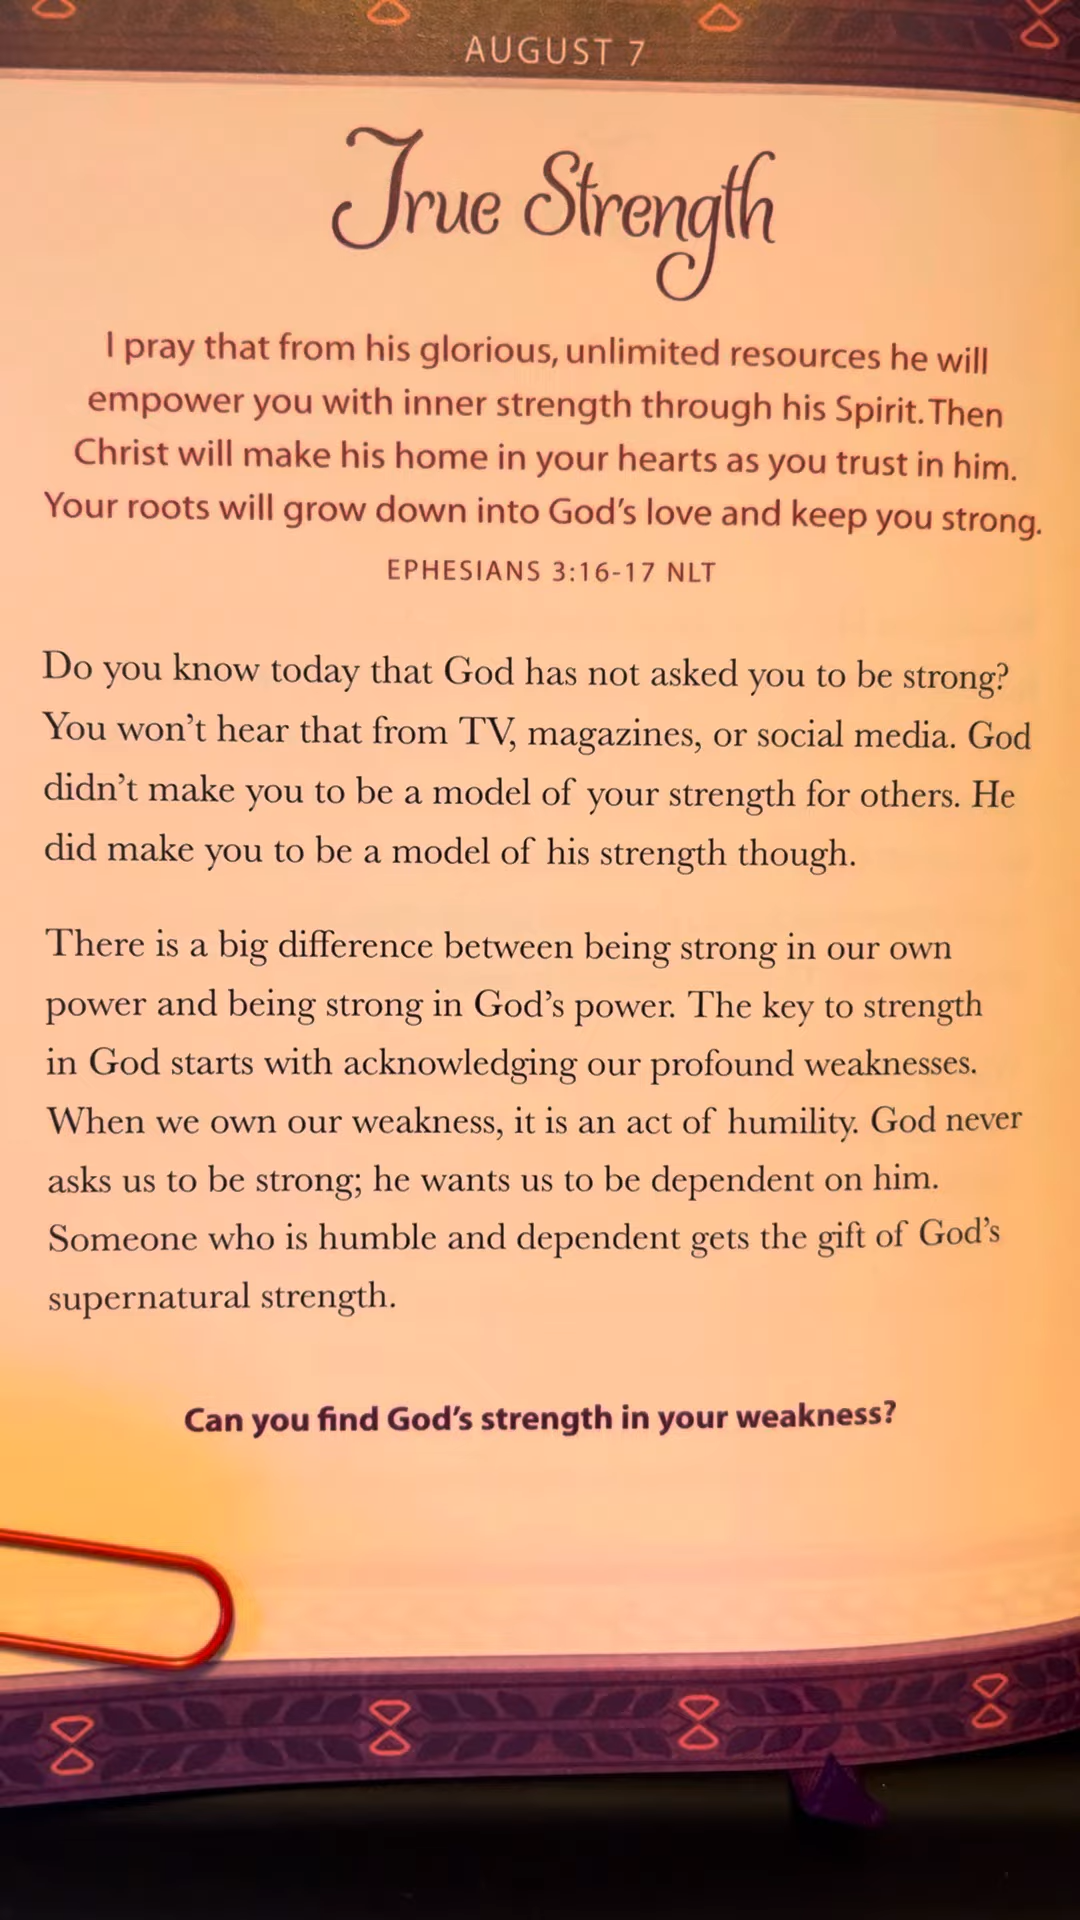 AUGUST 7
True Strength
I pray that from his glorious, unlimited resources he will
empower you with inner strength through his Spirit. Then
Christ will make his home in your hearts as you trust in him.
Your roots will grow down into God’s love and keep you strong.
EPHESIANS 3:16-17 NLT
Do you know today that God has not asked you to be strong?
You won’t hear that from TV, magazines, or social media. God
didn’t make you to be a model of your strength for others. He
did make you to be a model of his strength though.
There is a big difference between being strong in our own
power and being strong in God’s power. The key to strength
in God starts with acknowledging our profound weaknesses.
When we own our weakness, it is an act of humility. God never
asks us to be strong; he wants us to be dependent on him.
Someone who is humble and dependent gets the gift of God’s
supernatural strength.
Can you find God’s strength in your weakness?